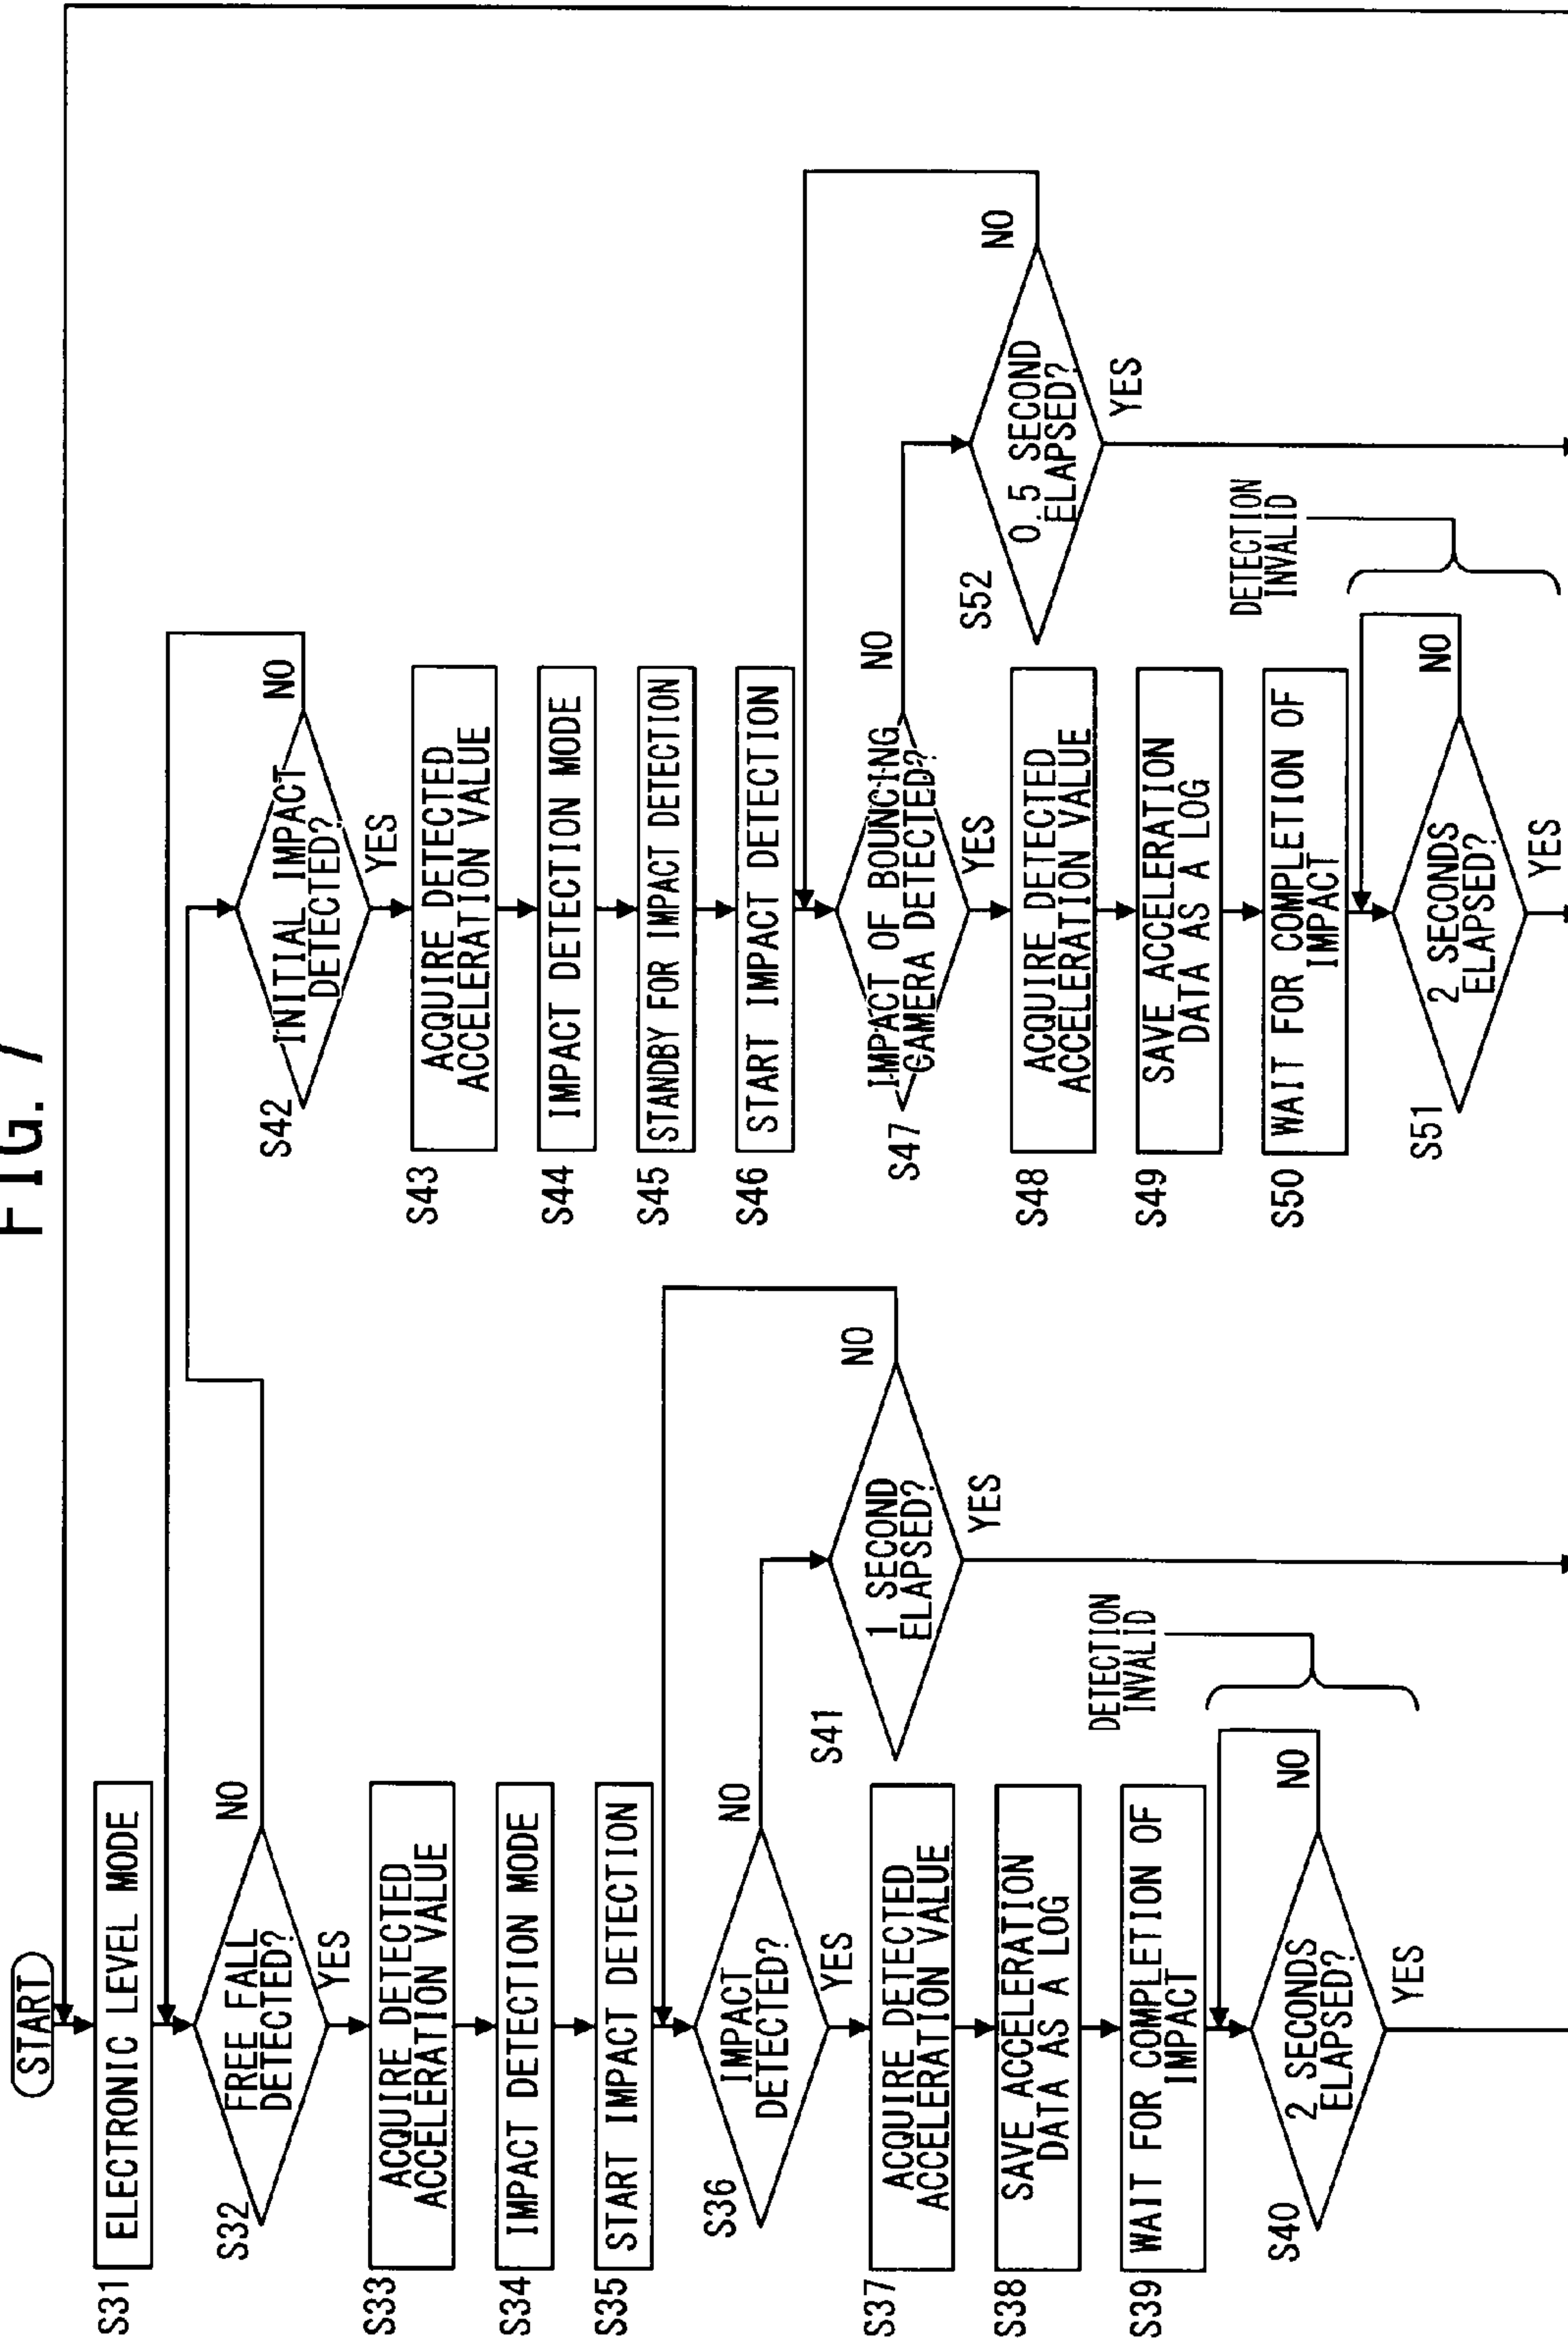 FIG. 7
START
S31
ELECTRONIC LEVEL MODE
S32
FREE FALL
DETECTED?
NO
YES
S33
ACQUIRE DETECTED
ACCELERATION VALUE
S34
IMPACT DETECTION MODE
S35
START IMPACT DETECTION
S36
IMPACT
DETECTED?
NO
YES
S37
ACQUIRE DETECTED
ACCELERATION VALUE
S38
SAVE ACCELERATION
DATA AS A LOG
S39
WAIT FOR COMPLETION OF
IMPACT
S40
2 SECONDS
ELAPSED?
NO
YES
DETECTION
INVALID
S41
1 SECOND
ELAPSED?
NO
YES
S42
INITIAL IMPACT
DETECTED?
NO
YES
S43
ACQUIRE DETECTED
ACCELERATION VALUE
S44
IMPACT DETECTION MODE
S45
STANDBY FOR IMPACT DETECTION
S46
START IMPACT DETECTION
S47
IMPACT OF BOUNCING
CAMERA DETECTED?
NO
YES
S48
ACQUIRE DETECTED
ACCELERATION VALUE
S49
SAVE ACCELERATION
DATA AS A LOG
S50
WAIT FOR COMPLETION OF
IMPACT
S51
2 SECONDS
ELAPSED?
NO
YES
DETECTION
INVALID
S52
0.5 SECOND
ELAPSED?
NO
YES